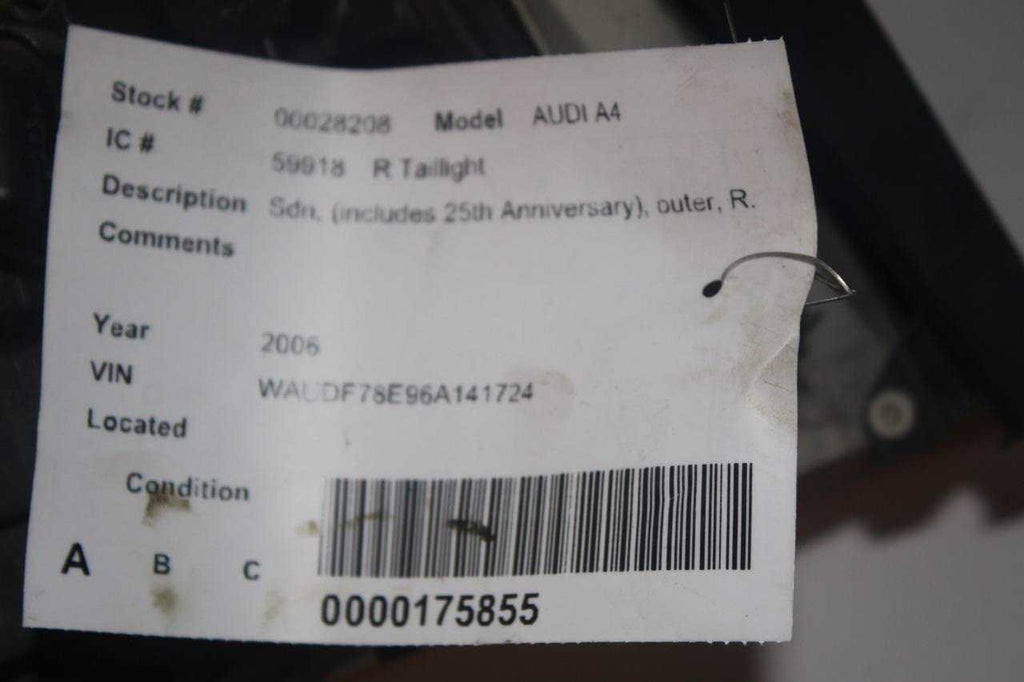 Stock # 00028208 Model AUDI A4
IC # 59918 R Taillight
Description Sdn, (includes 25th Anniversary), outer, R.
Comments
Year 2006
VIN
Located
Condition
A B C
0000175855